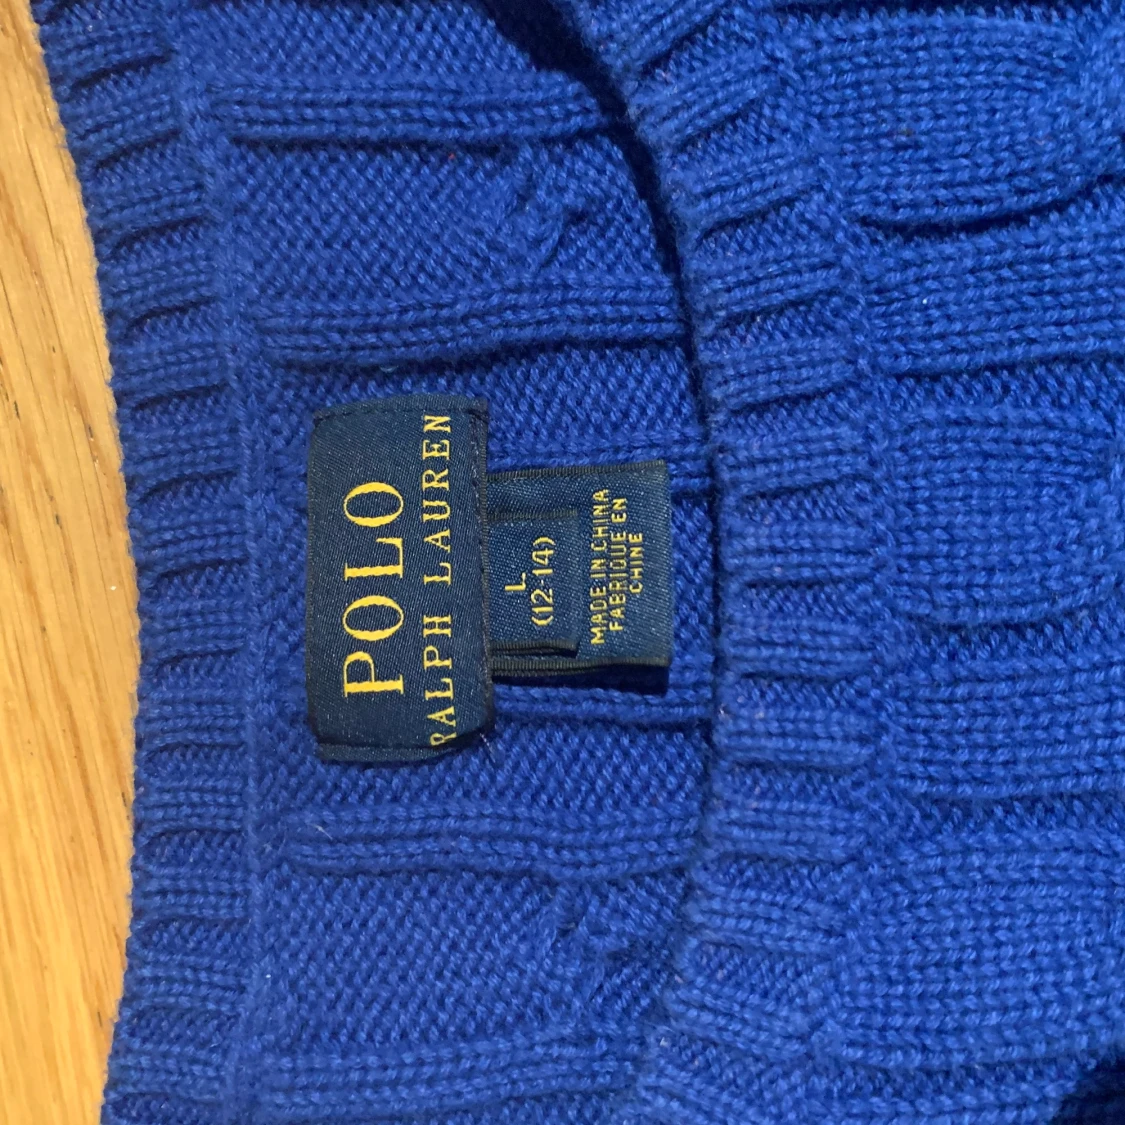 POLO
RALPH LAUREN
L
(12-14)
MADE IN CHINA
FABRIQUE EN
CHINE